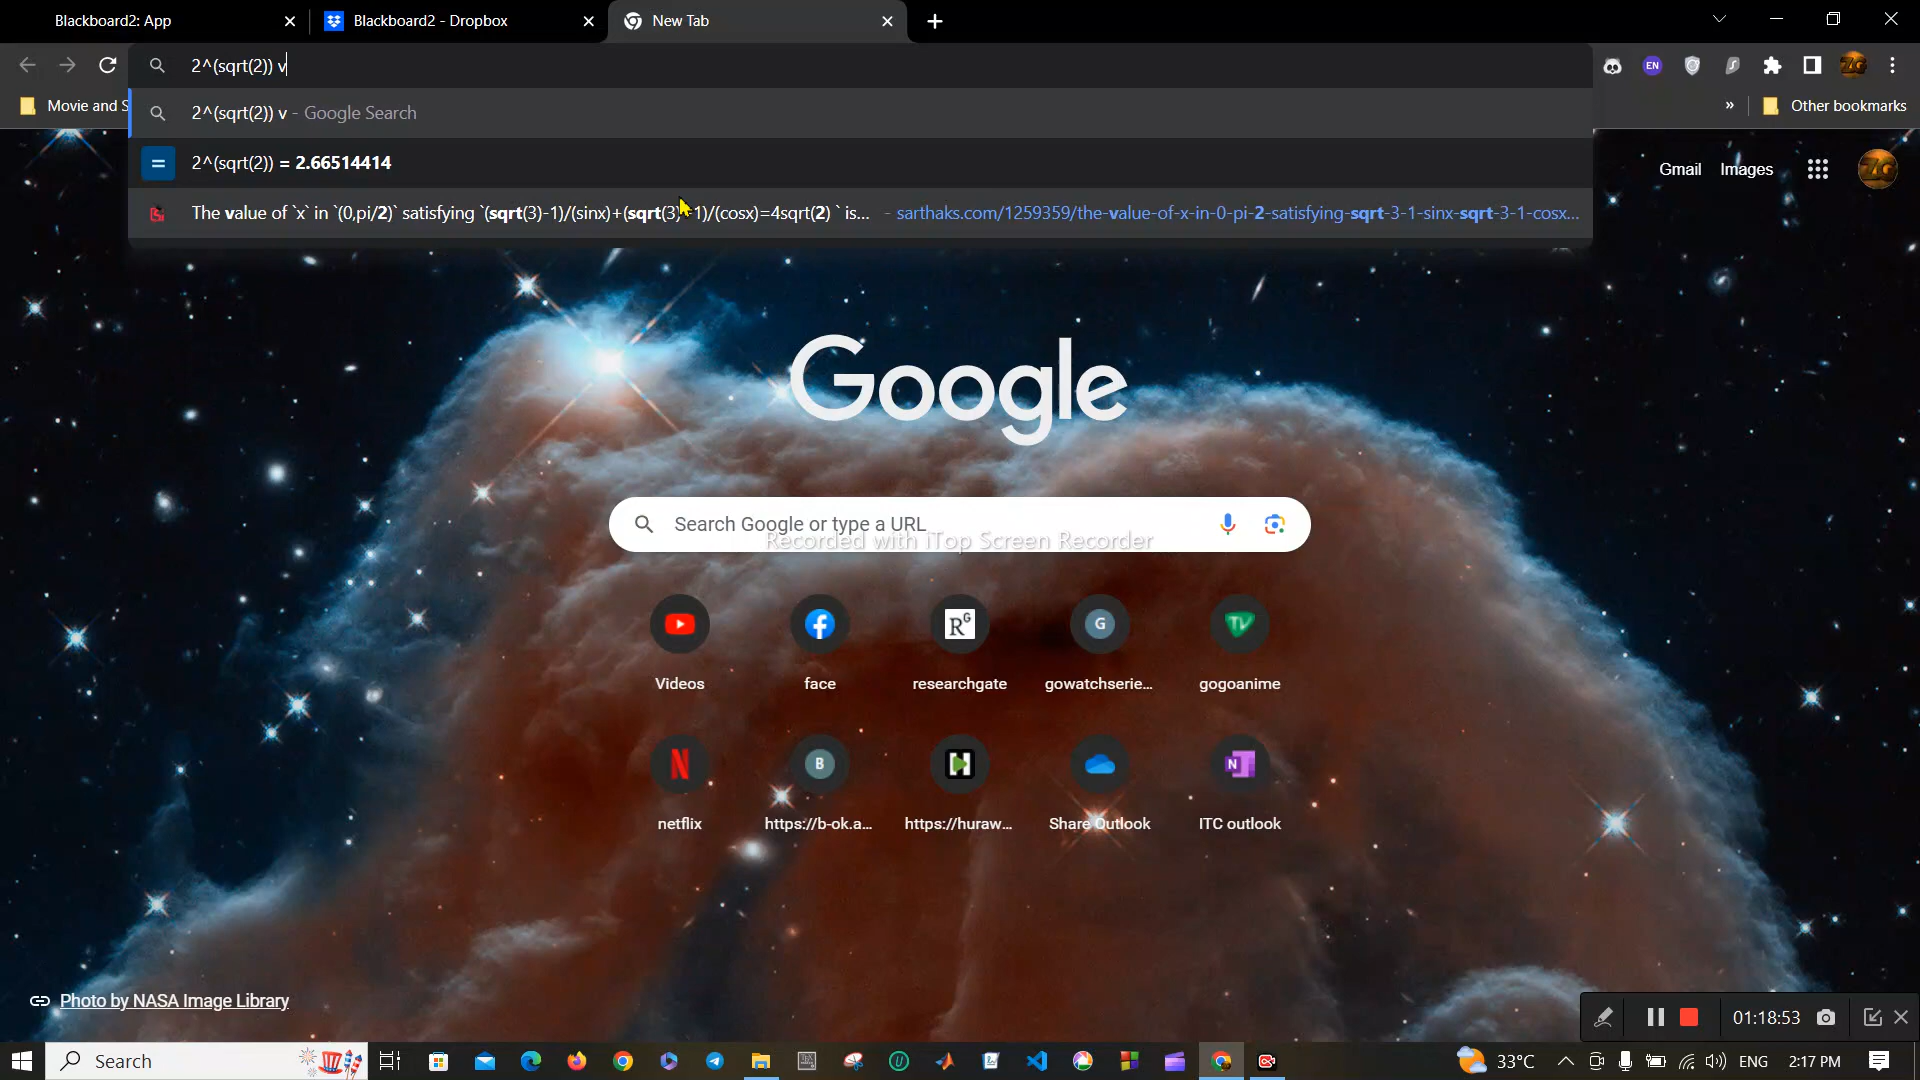 Blackboard2: App
Blackboard2 - Dropbox
New Tab
2^(sqrt(2)) v
EN
ZG
Movie and S
»
Other bookmarks
2^(sqrt(2)) v - Google Search
= 2^(sqrt(2)) = 2.66514414
The value of `x` in `(0,pi/2)` satisfying `(sqrt(3)-1)/(sinx)+(sqrt(3)+1)/(cosx)=4sqrt(2) ` is... - sarthaks.com/1259359/the-value-of-x-in-0-pi-2-satisfying-sqrt-3-1-sinx-sqrt-3-1-cosx...
Gmail
Images
ZG
Google
Search Google or type a URL
Recorded with iTop Screen Recorder
Videos
face
researchgate
gowatchserie...
gogoanime
netflix
https://b-ok.a...
https://huraw...
Share Outlook
ITC outlook
Photo by NASA Image Library
01:18:53
Search
33°C
ENG
2:17 PM